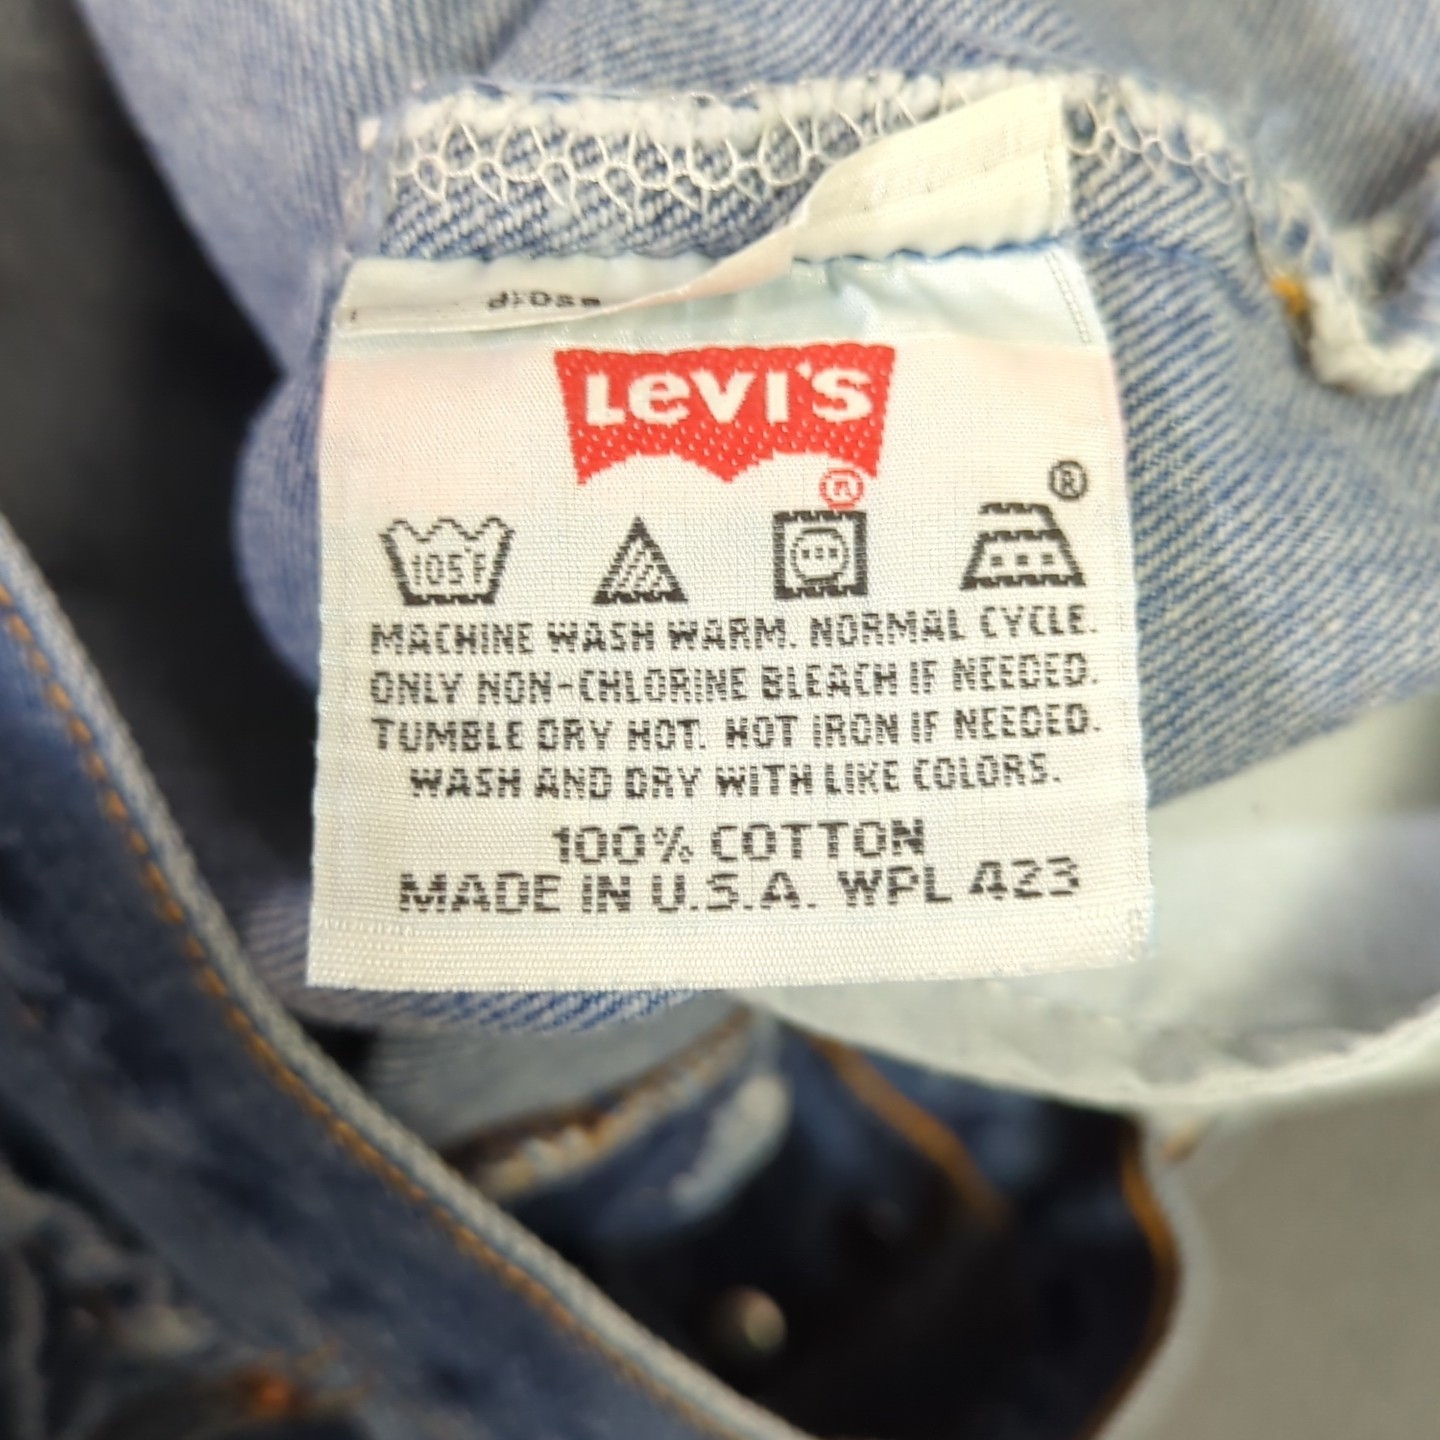 LEVI'S
®
®
105°F
MACHINE WASH WARM. NORMAL CYCLE.
ONLY NON-CHLORINE BLEACH IF NEEDED.
TUMBLE DRY HOT. HOT IRON IF NEEDED.
WASH AND DRY WITH LIKE COLORS.
100% COTTON
MADE IN U.S.A. WPL 423